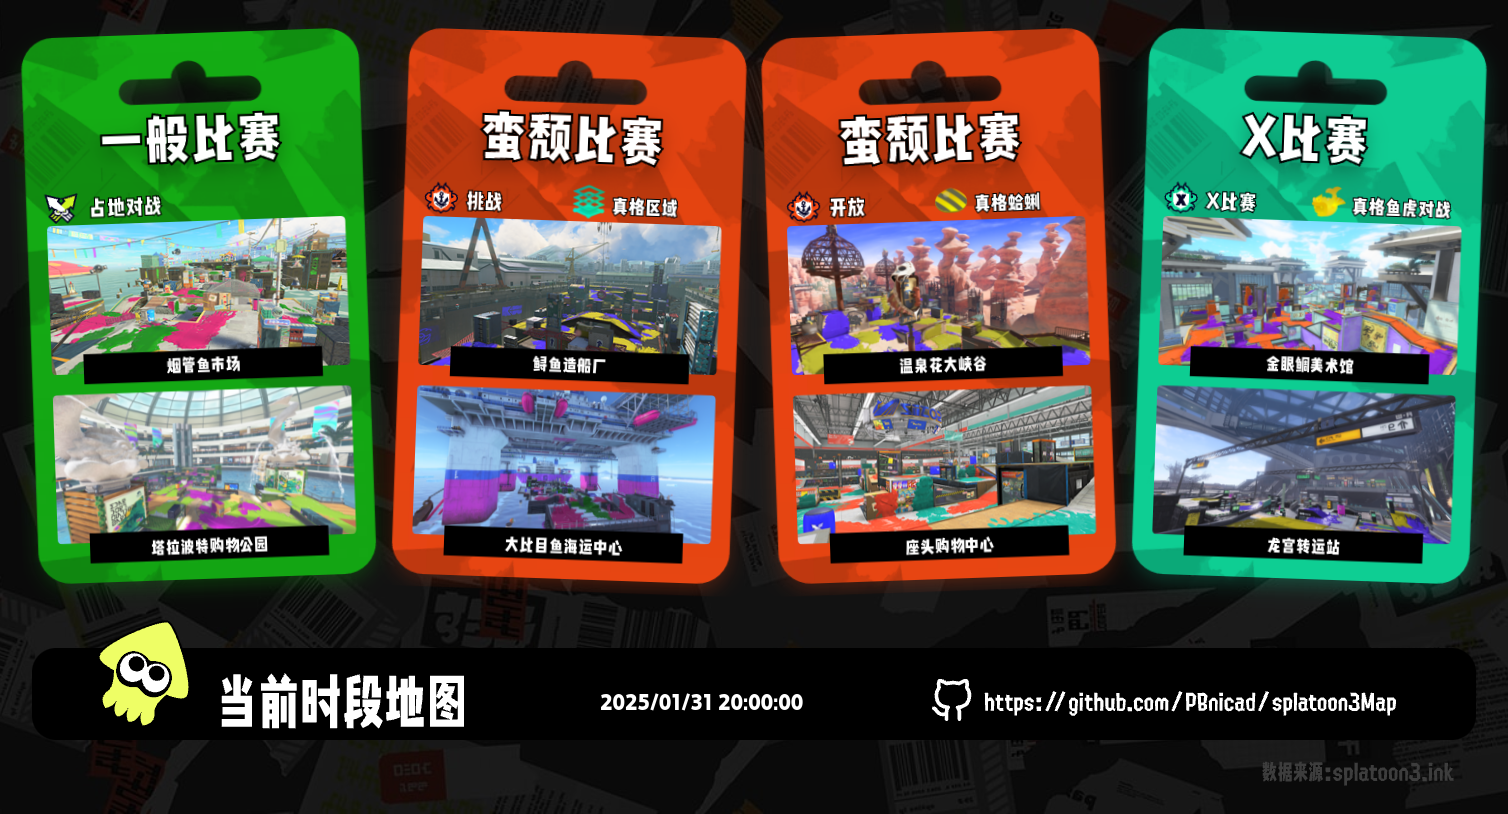 一般比赛
占地对战
烟管鱼市场
塔拉波特购物公园
蛮颓比赛
挑战
真格区域
鲟鱼造船厂
大比目鱼海运中心
蛮颓比赛
开放
真格蛤蜊
温泉花大峡谷
座头购物中心
X比赛
X比赛
真格鱼虎对战
金眼鲷美术馆
龙宫转运站
当前时段地图
2025/01/31 20:00:00
https://github.com/PBnicad/splatoon3Map
数据来源:splatoon3.ink